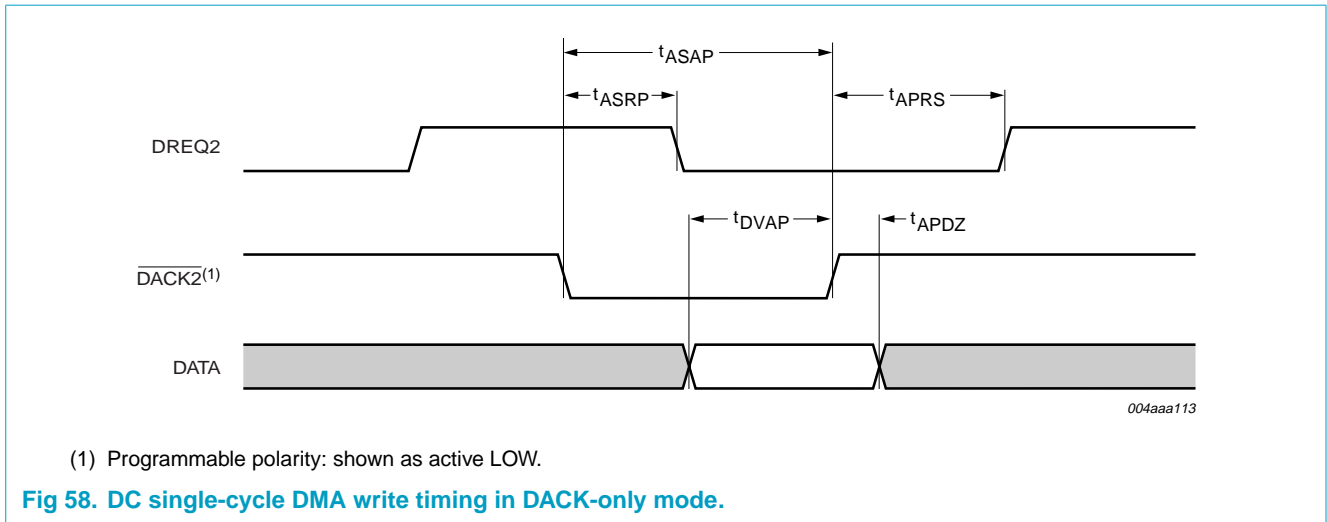 tASAP
tASRP
tAPRS
DREQ2
tDVAP
tAPDZ
DACK2(1)
DATA
004aaa113
(1) Programmable polarity: shown as active LOW.
Fig 58. DC single-cycle DMA write timing in DACK-only mode.